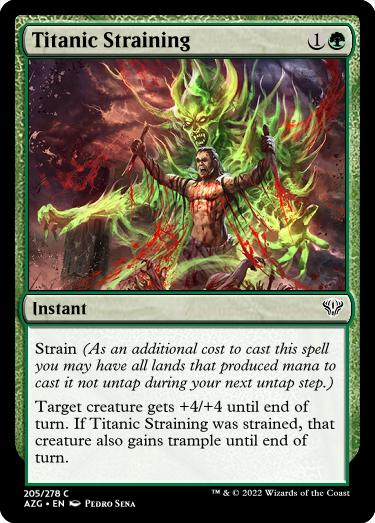 Titanic Straining 1
Instant
Strain (As an additional cost to cast this spell
you may have all lands that produced mana to
cast it not untap during your next untap step.)
Target creature gets +4/+4 until end of
turn. If Titanic Straining was strained, that
creature also gains trample until end of
turn.
205/278 C
AZG • EN Pedro Sena
™ & © 2022 Wizards of the Coast